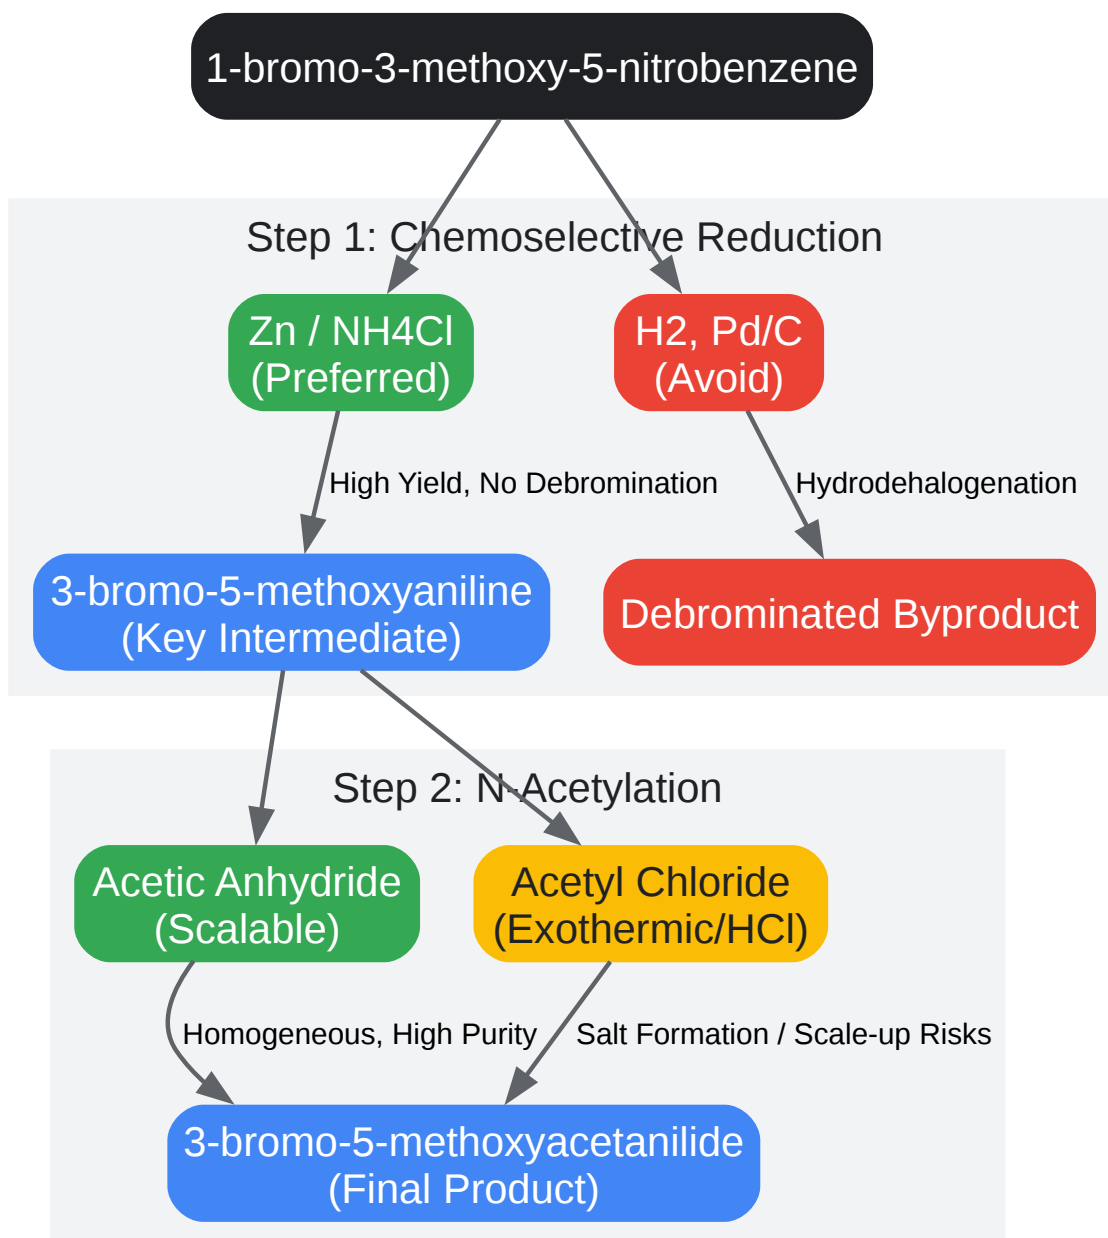 1-bromo-3-methoxy-5-nitrobenzene
Step 1: Chemoselective Reduction
Zn / NH4Cl
(Preferred)
H2, Pd/C
(Avoid)
High Yield, No Debromination
Hydrodehalogenation
3-bromo-5-methoxyaniline
(Key Intermediate)
Debrominated Byproduct
Step 2: N-Acetylation
Acetic Anhydride
(Scalable)
Acetyl Chloride
(Exothermic/HCl)
Homogeneous, High Purity
Salt Formation / Scale-up Risks
3-bromo-5-methoxyacetanilide
(Final Product)